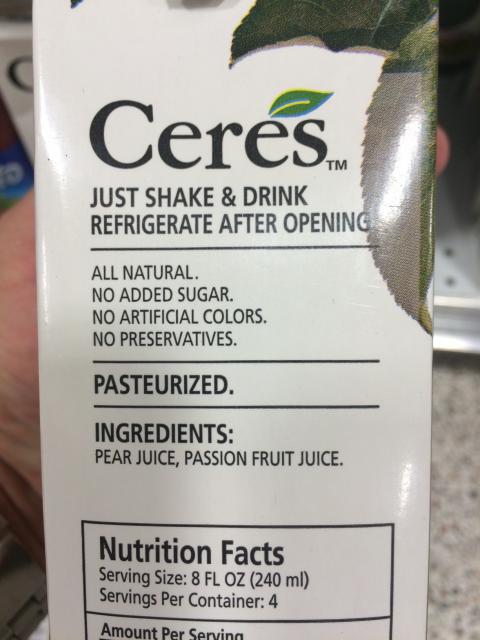 Ceres™
JUST SHAKE & DRINK
REFRIGERATE AFTER OPENING
ALL NATURAL.
NO ADDED SUGAR.
NO ARTIFICIAL COLORS.
NO PRESERVATIVES.
PASTEURIZED.
INGREDIENTS:
PEAR JUICE, PASSION FRUIT JUICE.
Nutrition Facts
Serving Size: 8 FL OZ (240 ml)
Servings Per Container: 4
Amount Per Serving